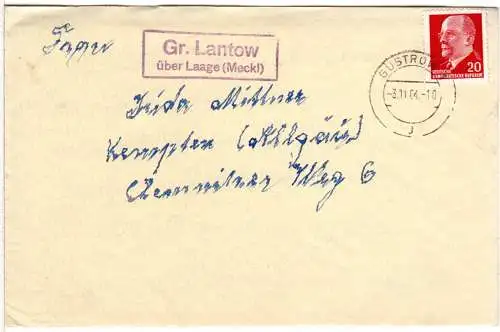 Gr. Lantow
über Laage (Meckl)
GÜSTROW
-3.11.64.-18
J
DEUTSCHE
DEMOKRATISCHE REPUBLIK
20
Frida Mittner
Kempten (Allgäu)
Chemnitzer Weg 6